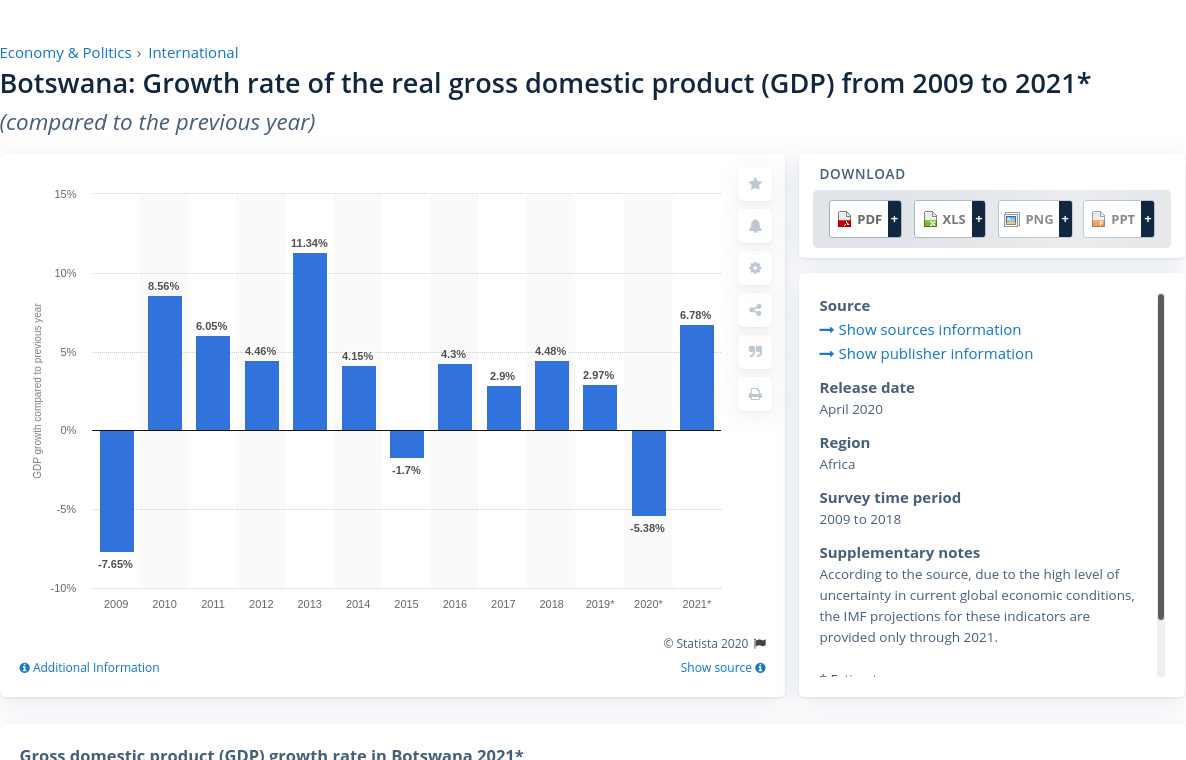 Economy & Politics › International
Botswana: Growth rate of the real gross domestic product (GDP) from 2009 to 2021*
(compared to the previous year)
GDP growth compared to previous year
15%
10%
5%
0%
-5%
-10%
-7.65%
8.56%
6.05%
4.46%
11.34%
4.15%
-1.7%
4.3%
2.9%
4.48%
2.97%
-5.38%
6.78%
2009 2010 2011 2012 2013 2014 2015 2016 2017 2018 2019* 2020* 2021*
© Statista 2020
Additional Information
Show source
DOWNLOAD
PDF + XLS + PNG + PPT +
Source
Show sources information
Show publisher information
Release date
April 2020
Region
Africa
Survey time period
2009 to 2018
Supplementary notes
According to the source, due to the high level of
uncertainty in current global economic conditions,
the IMF projections for these indicators are
provided only through 2021.
Gross domestic product (GDP) growth rate in Botswana 2021*